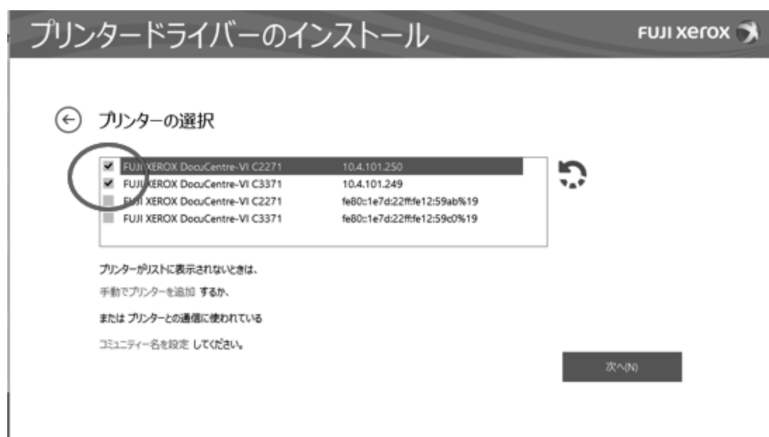 プリンタードライバーのインストール
FUJI xerox
プリンターの選択
FUJI XEROX DocuCentre-VI C2271 10.4.101.250
FUJI XEROX DocuCentre-VI C3371 10.4.101.249
FUJI XEROX DocuCentre-VI C2271 fe80::1e7d:22ff:fe12:59ab%19
FUJI XEROX DocuCentre-VI C3371 fe80::1e7d:22ff:fe12:59c0%19
プリンターがリストに表示されないときは、
手動でプリンターを追加 するか、
または プリンターとの通信に使われている
コミュニティー名を設定 してください。
次へ(N)